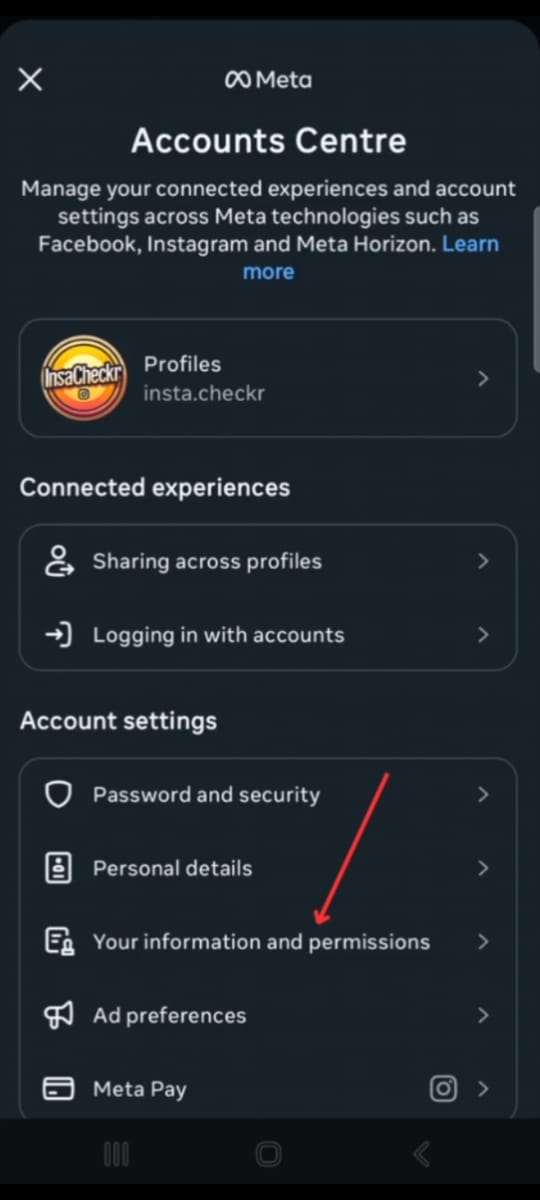 Meta
Accounts Centre
Manage your connected experiences and account
settings across Meta technologies such as
Facebook, Instagram and Meta Horizon. Learn
more
InsaCheckr
Profiles
insta.checkr
Connected experiences
Sharing across profiles
Logging in with accounts
Account settings
Password and security
Personal details
Your information and permissions
Ad preferences
Meta Pay